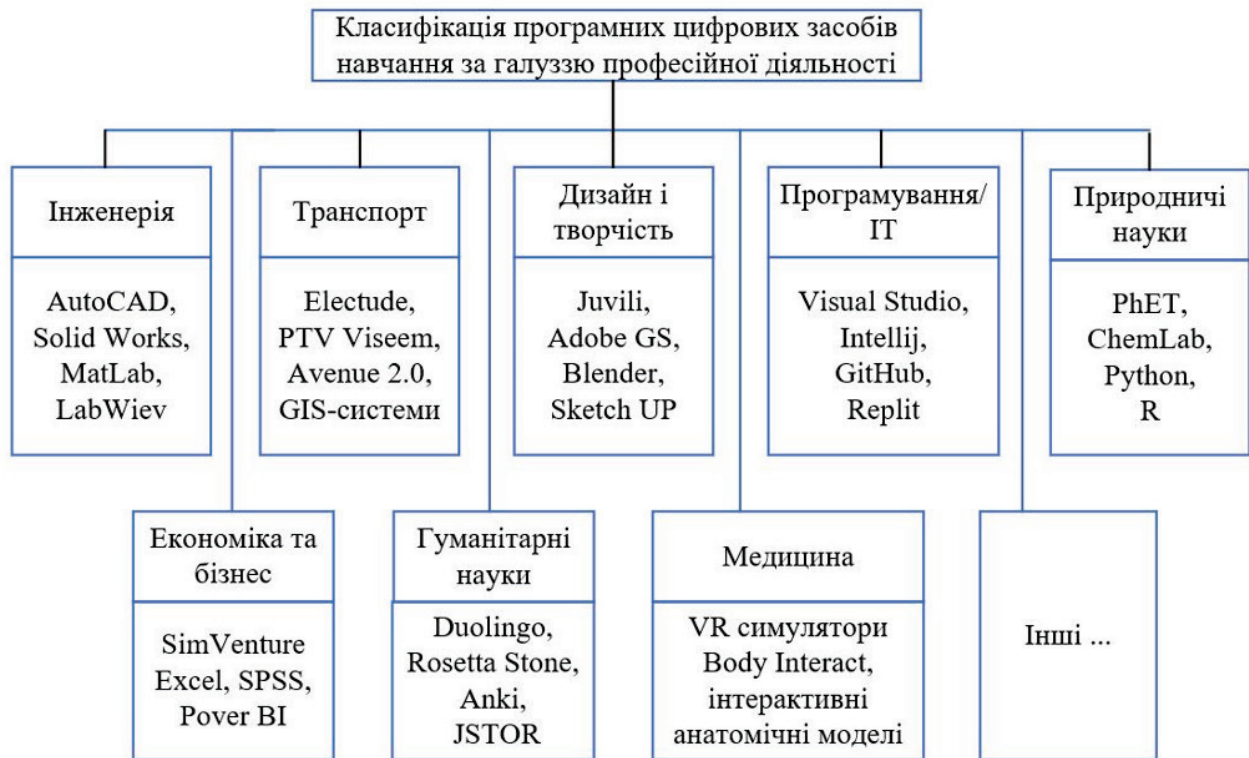 Класифікація програмних цифрових засобів
навчання за галуззю професійної діяльності
Інженерія
AutoCAD,
Solid Works,
MatLab,
LabWiev
Транспорт
Electude,
PTV Viseem,
Avenue 2.0,
GIS-системи
Дизайн і
творчість
Juvili,
Adobe GS,
Blender,
Sketch UP
Програмування/
IT
Visual Studio,
Intellij,
GitHub,
Replit
Природничі
науки
PhET,
ChemLab,
Python,
R
Економіка та
бізнес
SimVenture
Excel, SPSS,
Pover BI
Гуманітарні
науки
Duolingo,
Rosetta Stone,
Anki,
JSTOR
Медицина
VR симулятори
Body Interact,
інтерактивні
анатомічні моделі
Інші ...